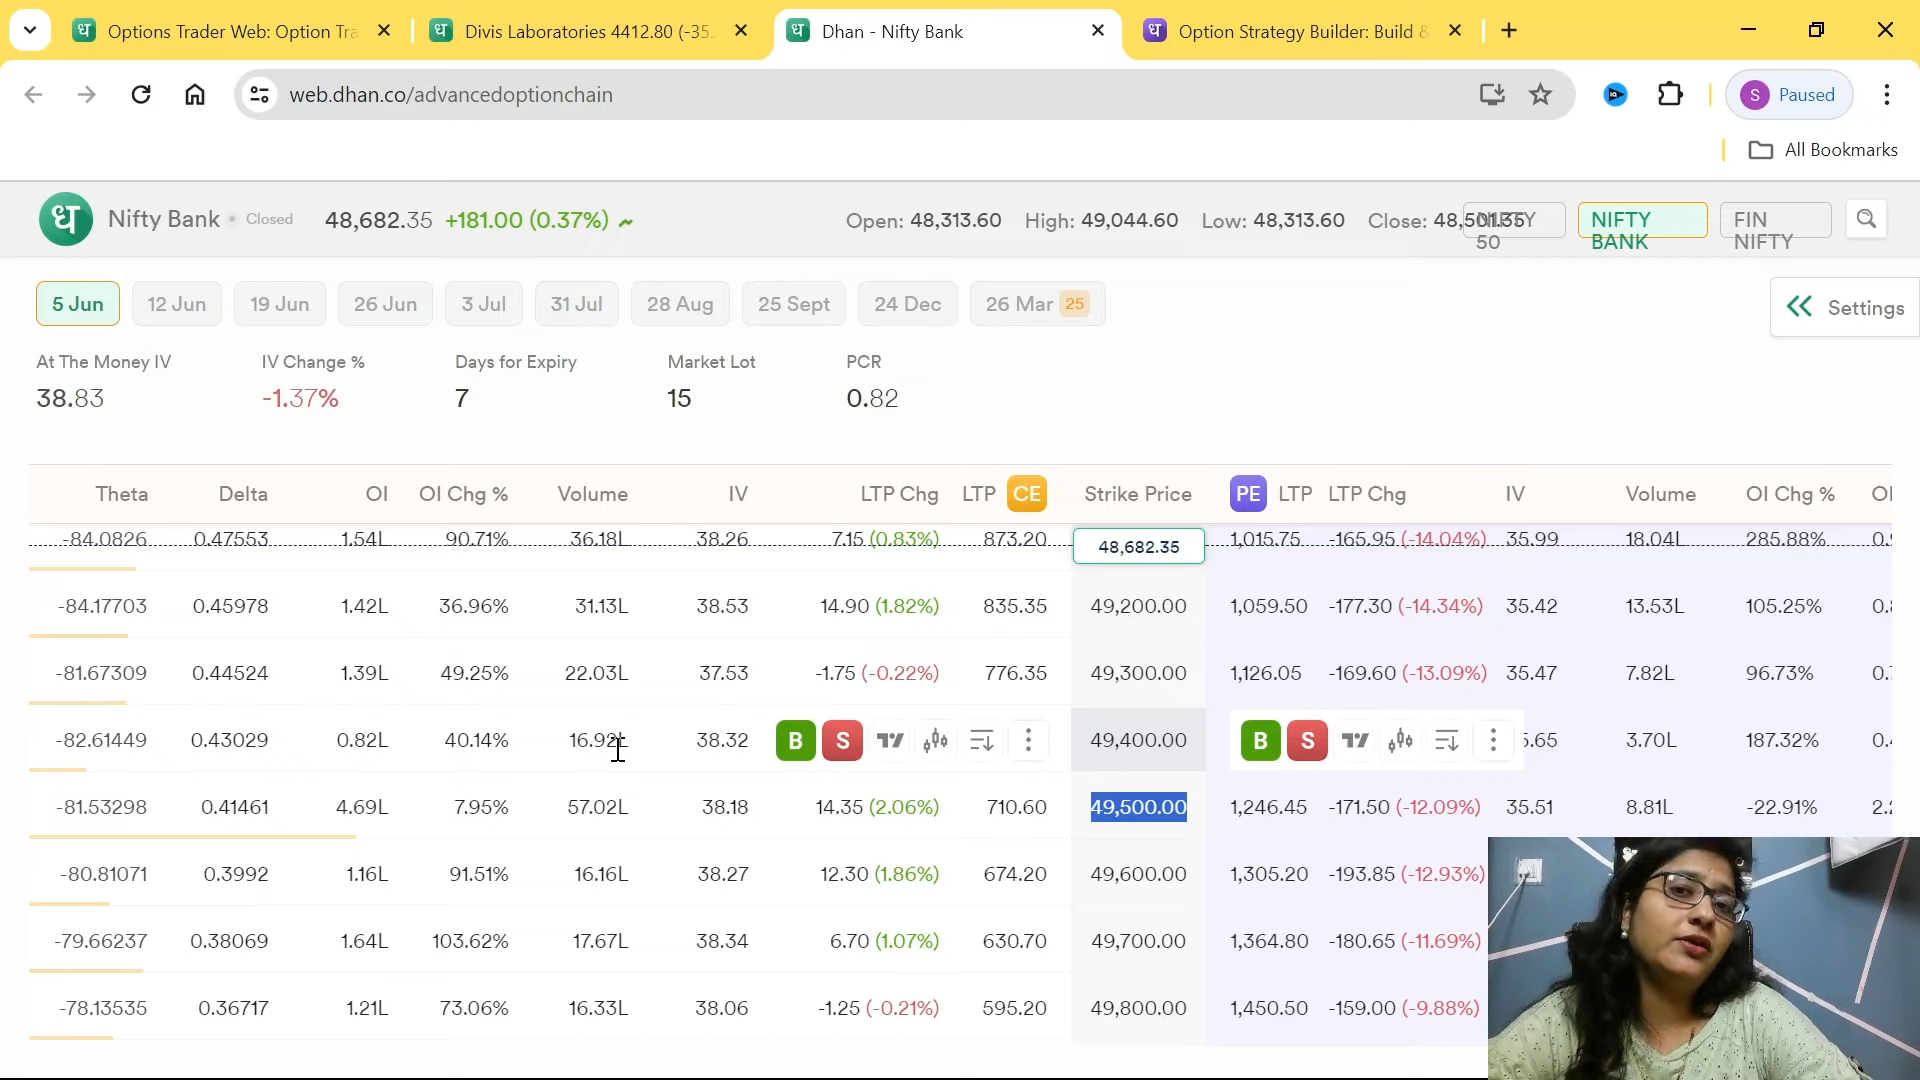 Options Trader Web: Option Tra
Divis Laboratories 4412.80 (-35.
Dhan - Nifty Bank
Option Strategy Builder: Build &
web.dhan.co/advancedoptionchain
S Paused
All Bookmarks
ध Nifty Bank Closed 48,682.35 +181.00 (0.37%) Open: 48,313.60 High: 49,044.60 Low: 48,313.60 Close: 48,501.35 NIFTY 50 NIFTY BANK FIN NIFTY
5 Jun 12 Jun 19 Jun 26 Jun 3 Jul 31 Jul 28 Aug 25 Sept 24 Dec 26 Mar 25
Settings
At The Money IV IV Change % Days for Expiry Market Lot PCR
38.83 -1.37% 7 15 0.82
Theta Delta OI OI Chg % Volume IV LTP Chg LTP CE Strike Price PE LTP LTP Chg IV Volume OI Chg % OI
-84.0826 0.47553 1.54L 90.71% 36.18L 38.26 7.15 (0.83%) 873.20 48,682.35 1,015.75 -165.95 (-14.04%) 35.99 18.04L 285.88%
-84.17703 0.45978 1.42L 36.96% 31.13L 38.53 14.90 (1.82%) 835.35 49,200.00 1,059.50 -177.30 (-14.34%) 35.42 13.53L 105.25%
-81.67309 0.44524 1.39L 49.25% 22.03L 37.53 -1.75 (-0.22%) 776.35 49,300.00 1,126.05 -169.60 (-13.09%) 35.47 7.82L 96.73%
-82.61449 0.43029 0.82L 40.14% 16.92L 38.32 B S 49,400.00 B S 5.65 3.70L 187.32%
-81.53298 0.41461 4.69L 7.95% 57.02L 38.18 14.35 (2.06%) 710.60 49,500.00 1,246.45 -171.50 (-12.09%) 35.51 8.81L -22.91%
-80.81071 0.3992 1.16L 91.51% 16.16L 38.27 12.30 (1.86%) 674.20 49,600.00 1,305.20 -193.85 (-12.93%)
-79.66237 0.38069 1.64L 103.62% 17.67L 38.34 6.70 (1.07%) 630.70 49,700.00 1,364.80 -180.65 (-11.69%)
-78.13535 0.36717 1.21L 73.06% 16.33L 38.06 -1.25 (-0.21%) 595.20 49,800.00 1,450.50 -159.00 (-9.88%)